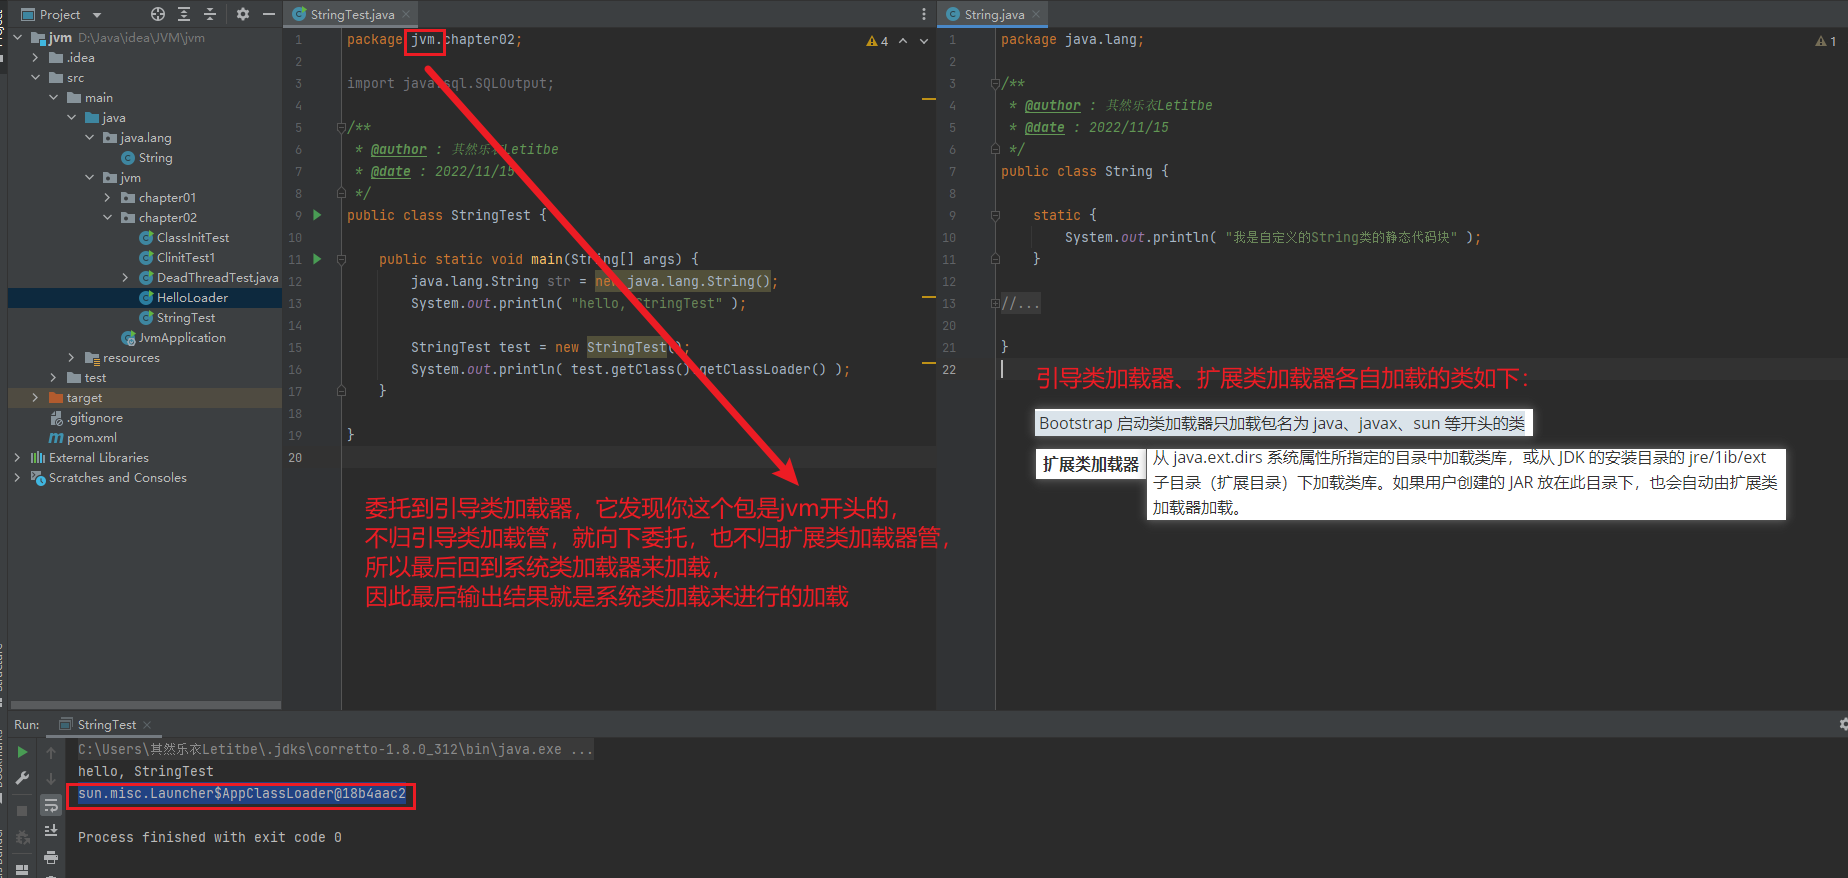 Project
jvm D:\Java\idea\JVM\jvm
.idea
src
main
java
java.lang
String
jvm
chapter01
chapter02
ClassInitTest
ClinitTest1
DeadThreadTest.java
HelloLoader
StringTest
JvmApplication
resources
test
target
.gitignore
pom.xml
External Libraries
Scratches and Consoles
StringTest.java
4
1 package jvm.chapter02;
2
3 import java.sql.SQLOutput;
4
5 /**
6 * @author : 其然乐衣Letitbe
7 * @date : 2022/11/15
8 */
9 public class StringTest {
10
11 public static void main(String[] args) {
12 java.lang.String str = new java.lang.String();
13 System.out.println( "hello, StringTest" );
14
15 StringTest test = new StringTest();
16 System.out.println( test.getClass().getClassLoader() );
17 }
18
19 }
20
委托到引导类加载器，它发现你这个包是jvm开头的，
不归引导类加载管，就向下委托，也不归扩展类加载器管，
所以最后回到系统类加载器来加载，
因此最后输出结果就是系统类加载来进行的加载
String.java
1
1 package java.lang;
2
3 /**
4 * @author : 其然乐衣Letitbe
5 * @date : 2022/11/15
6 */
7 public class String {
8
9 static {
10 System.out.println( "我是自定义的String类的静态代码块" );
11 }
12
13 //...
20
21 }
22
引导类加载器、扩展类加载器各自加载的类如下：
Bootstrap 启动类加载器只加载包名为 java、javax、sun 等开头的类
扩展类加载器
从 java.ext.dirs 系统属性所指定的目录中加载类库，或从 JDK 的安装目录的 jre/1ib/ext
子目录（扩展目录）下加载类库。如果用户创建的 JAR 放在此目录下，也会自动由扩展类
加载器加载。
Run: StringTest
C:\Users\其然乐衣Letitbe\.jdks\corretto-1.8.0_312\bin\java.exe ...
hello, StringTest
sun.misc.Launcher$AppClassLoader@18b4aac2
Process finished with exit code 0